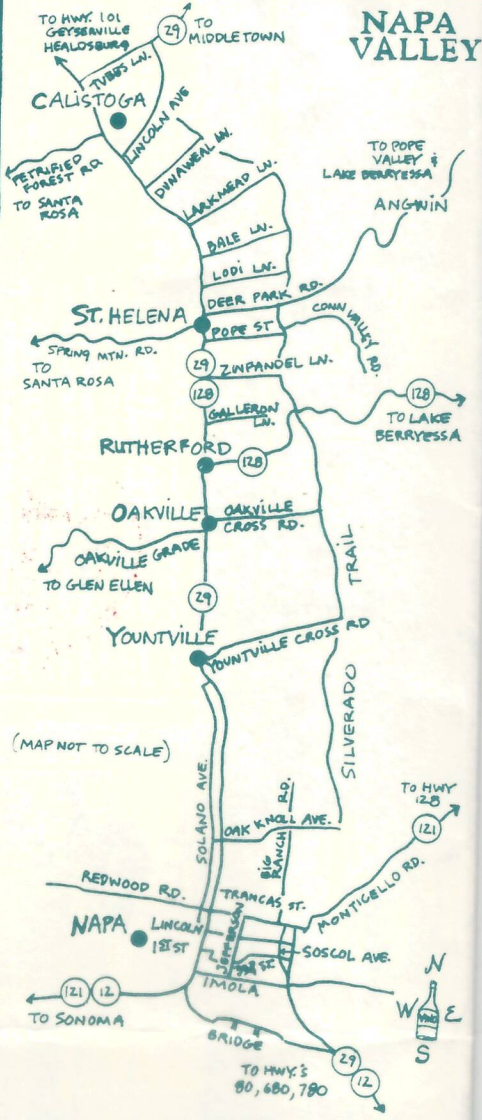 NAPA
VALLEY
TO HWY. 101
GEYSERVILLE
HEALDSBURG
29
TO
MIDDLETOWN
TUBBS LN.
CALISTOGA
LINCOLN AVE
DUNAWEAL LN.
PETRIFIED
FOREST RD
TO SANTA
ROSA
LARKMEAD LN.
TO POPE
VALLEY &
LAKE BERRYESSA
ANGWIN
BALE LN.
LODI LN.
DEER PARK RD.
ST. HELENA
POPE ST
CONN VALLEY
RD.
SPRING MTN. RD.
TO
SANTA ROSA
29
ZINFANDEL LN.
128
GALLERON
LN.
128
TO LAKE
BERRYESSA
RUTHERFORD
128
OAKVILLE
OAKVILLE
CROSS RD.
OAKVILLE GRADE
TO GLEN ELLEN
TRAIL
29
YOUNTVILLE
YOUNTVILLE CROSS RD
SILVERADO
(MAP NOT TO SCALE)
SOLANO AVE.
OAK KNOLL AVE.
BIG
RANCH RD.
TO HWY
128
121
MONTICELLO RD.
REDWOOD RD.
TRANCAS ST.
NAPA
LINCOLN
1ST ST
JEFFERSON
3RD ST
SOSCOL AVE.
IMOLA
121
12
TO SONOMA
BRIDGE
N
W
E
S
VINO
TO HWY.'S
80, 680, 780
29
12